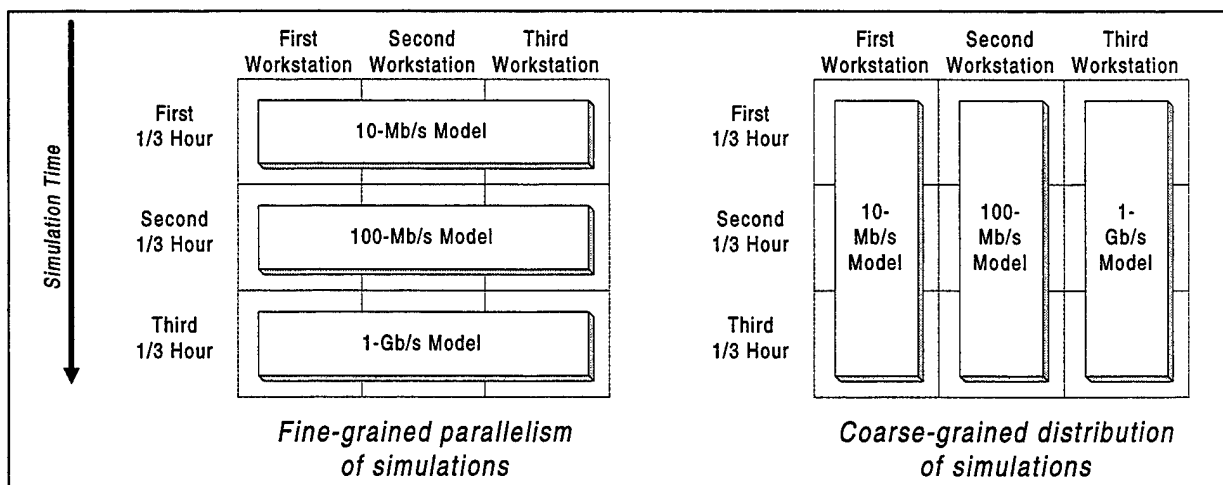 Simulation Time
First
Workstation
Second
Workstation
Third
Workstation
First
1/3 Hour
10-Mb/s Model
Second
1/3 Hour
100-Mb/s Model
Third
1/3 Hour
1-Gb/s Model
Fine-grained parallelism
of simulations
First
Workstation
Second
Workstation
Third
Workstation
First
1/3 Hour
Second
1/3 Hour
Third
1/3 Hour
10-
Mb/s
Model
100-
Mb/s
Model
1-
Gb/s
Model
Coarse-grained distribution
of simulations